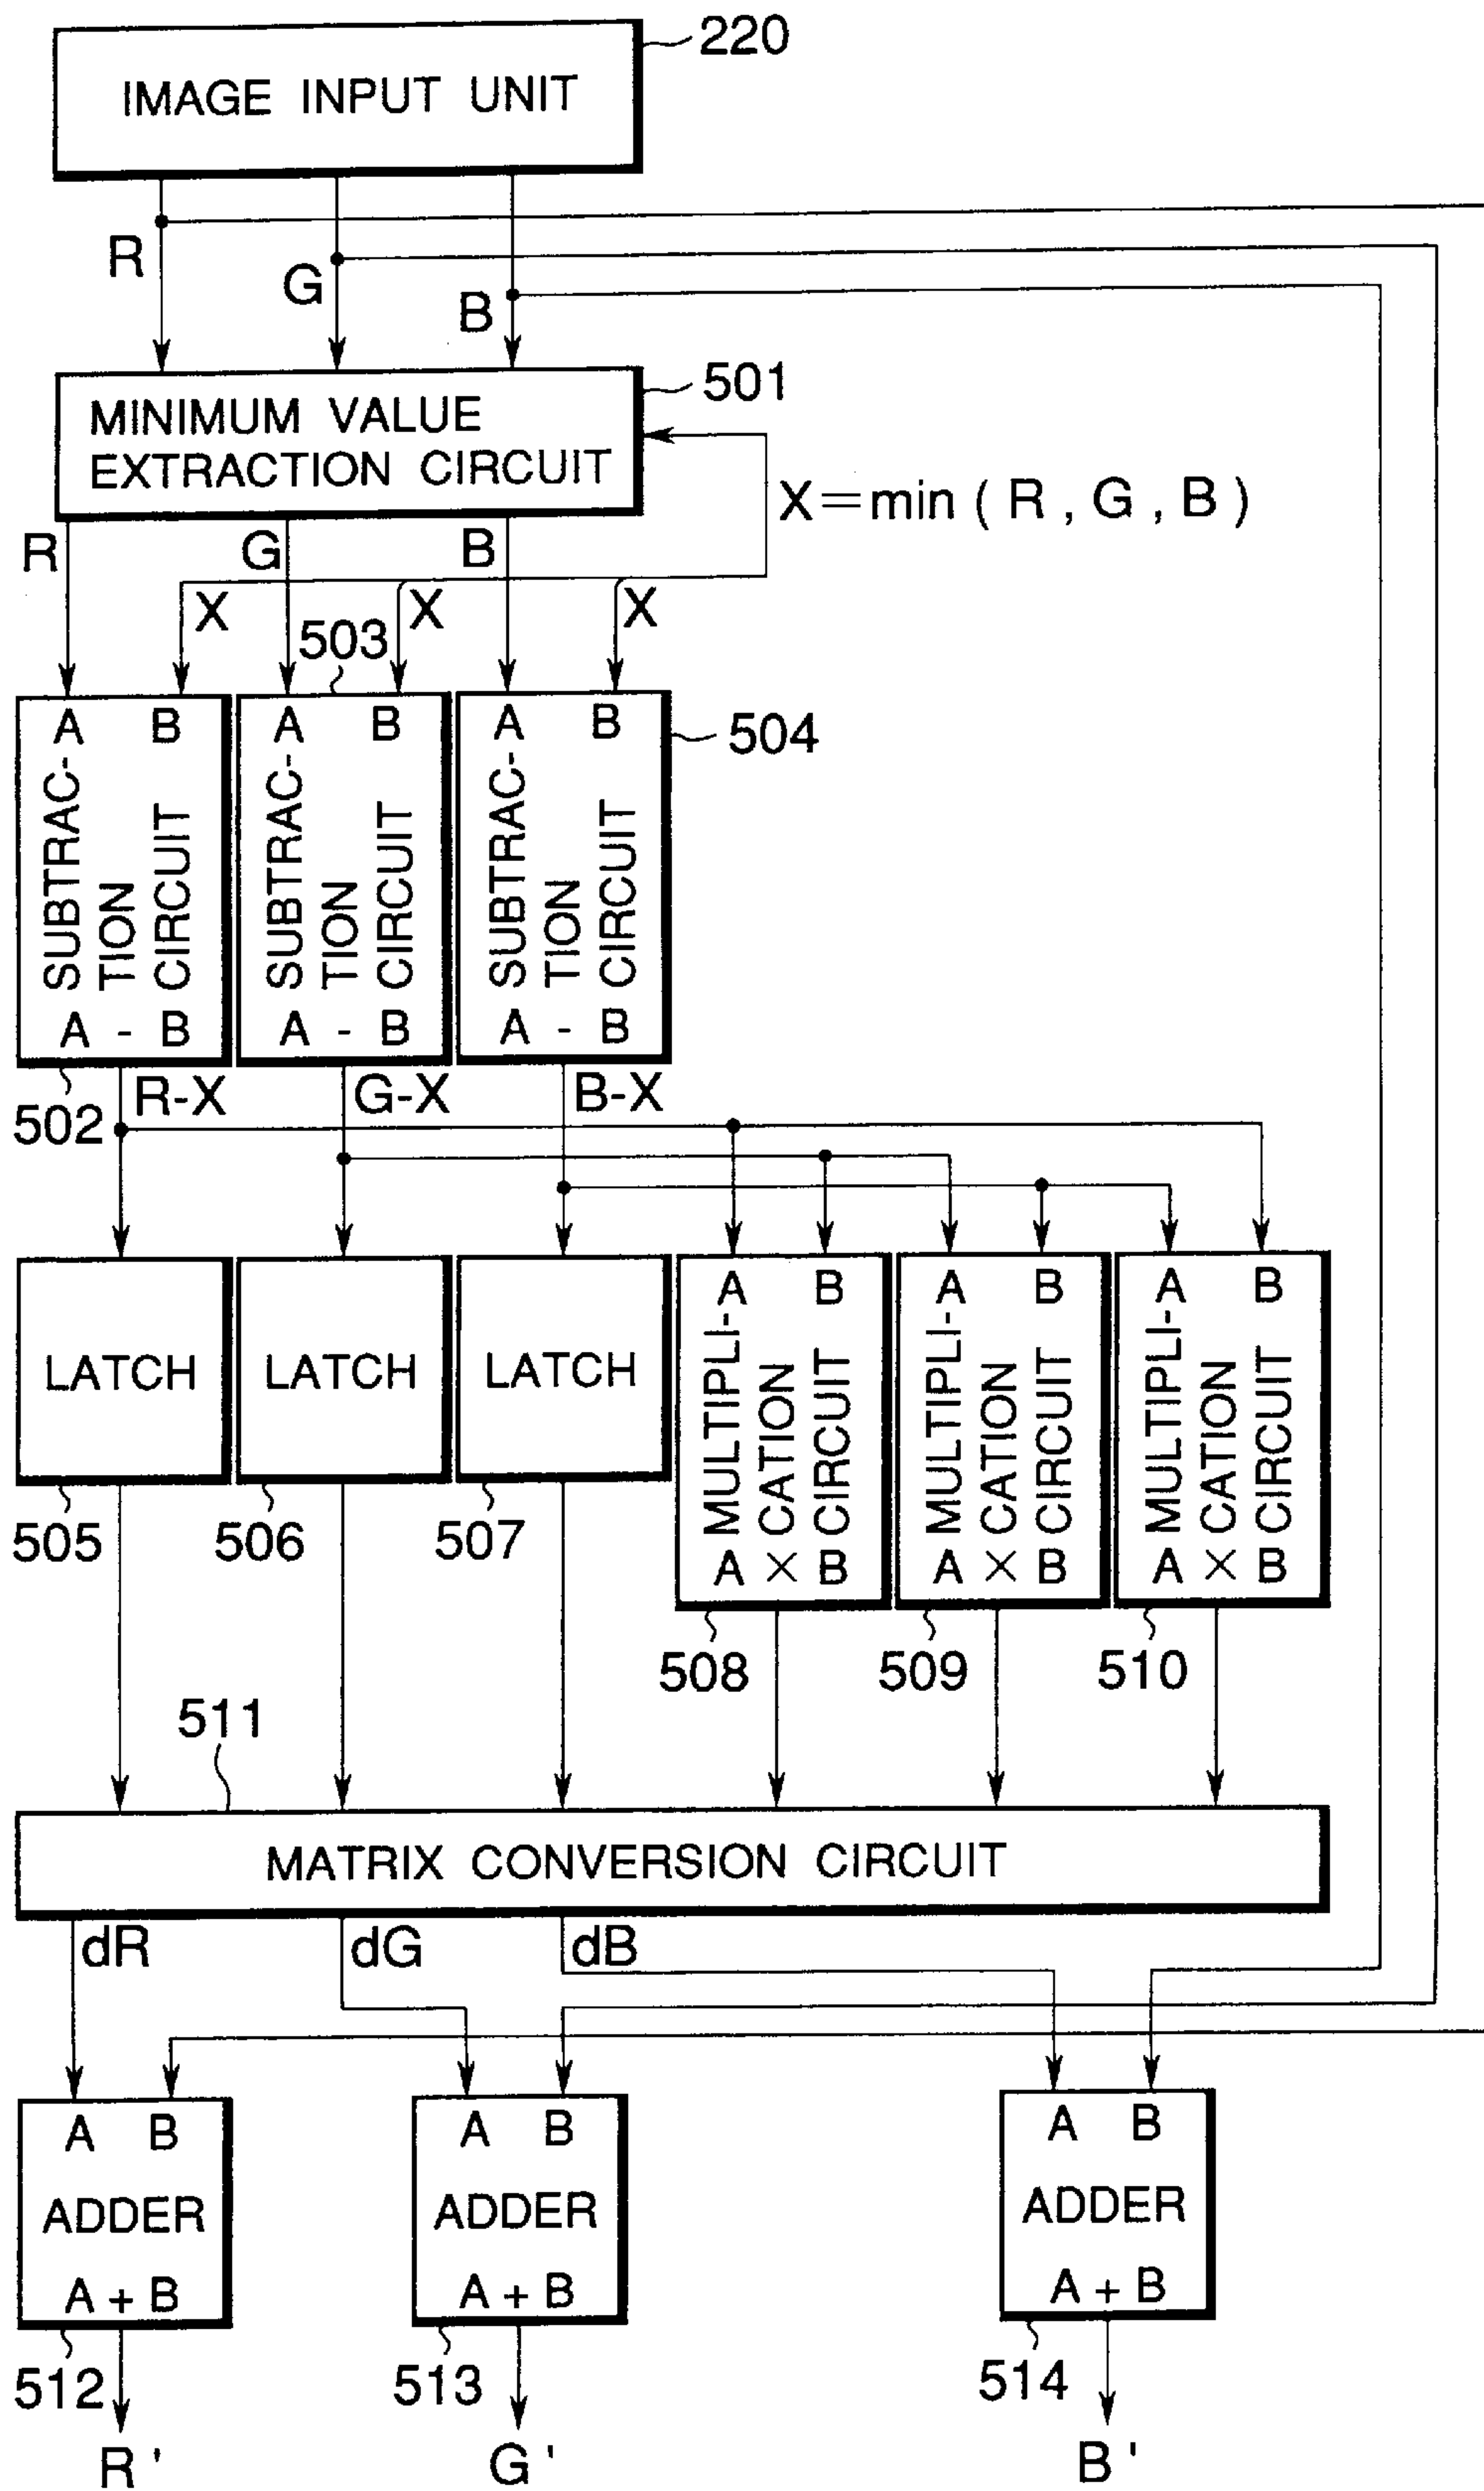 220
IMAGE INPUT UNIT
R
G
B
501
MINIMUM VALUE
EXTRACTION CIRCUIT
X=min ( R , G , B )
R
G
B
X
X
X
503
A B
SUBTRAC-
TION
CIRCUIT
A - B
A B
SUBTRAC-
TION
CIRCUIT
A - B
A B
SUBTRAC-
TION
CIRCUIT
A - B
504
502
R-X
G-X
B-X
LATCH
LATCH
LATCH
A B
MULTIPLI-
CATION
CIRCUIT
A × B
A B
MULTIPLI-
CATION
CIRCUIT
A × B
A B
MULTIPLI-
CATION
CIRCUIT
A × B
505
506
507
508
509
510
511
MATRIX CONVERSION CIRCUIT
dR
dG
dB
A B
ADDER
A + B
A B
ADDER
A + B
A B
ADDER
A + B
512
513
514
R '
G '
B '